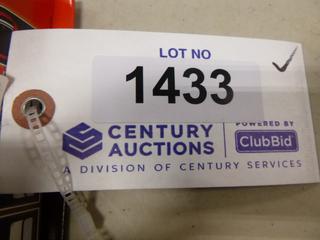 LOT NO
1433
CENTURY AUCTIONS
POWERED BY
ClubBid
A DIVISION OF CENTURY SERVICES